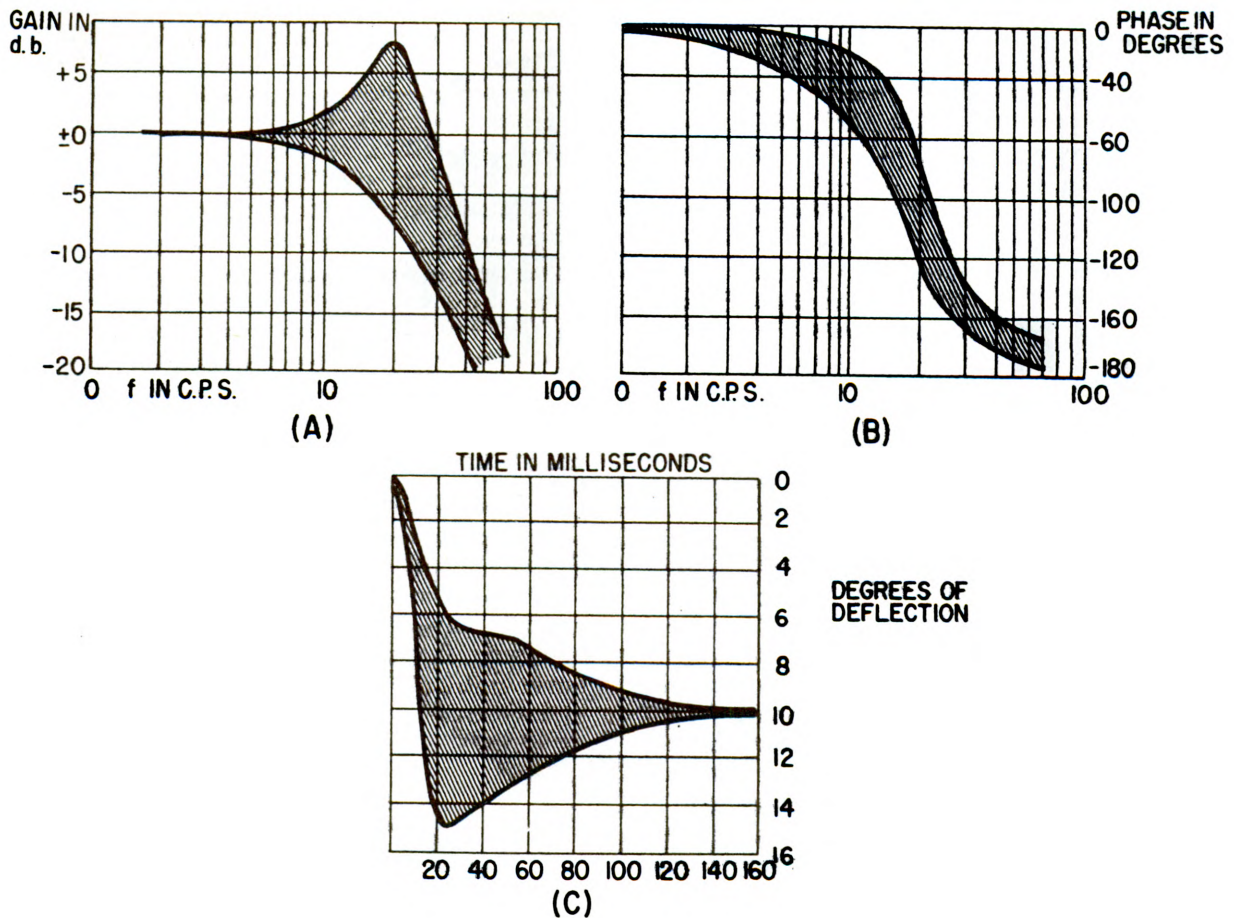 GAIN IN
d.b.
+5
±0
-5
-10
-15
-20
0 f IN C.P.S. 10 100
(A)
PHASE IN
DEGREES
0
-40
-60
-100
-120
-160
-180
0 f IN C.P.S. 10 100
(B)
TIME IN MILLISECONDS
0
2
4
6
8
10
12
14
16
DEGREES OF
DEFLECTION
20 40 60 80 100 120 140 160
(C)